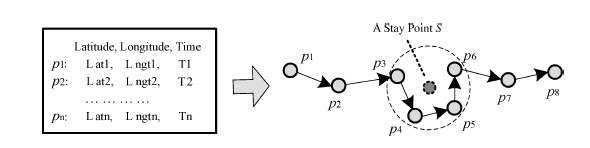 Latitude, Longitude, Time
p1: Lat1, Lngt1, T1
p2: Lat2, Lngt2, T2
… … … …
pn: Latn, Lngtn, Tn
A Stay Point S
p1
p2
p3
p4
p5
p6
p7
p8